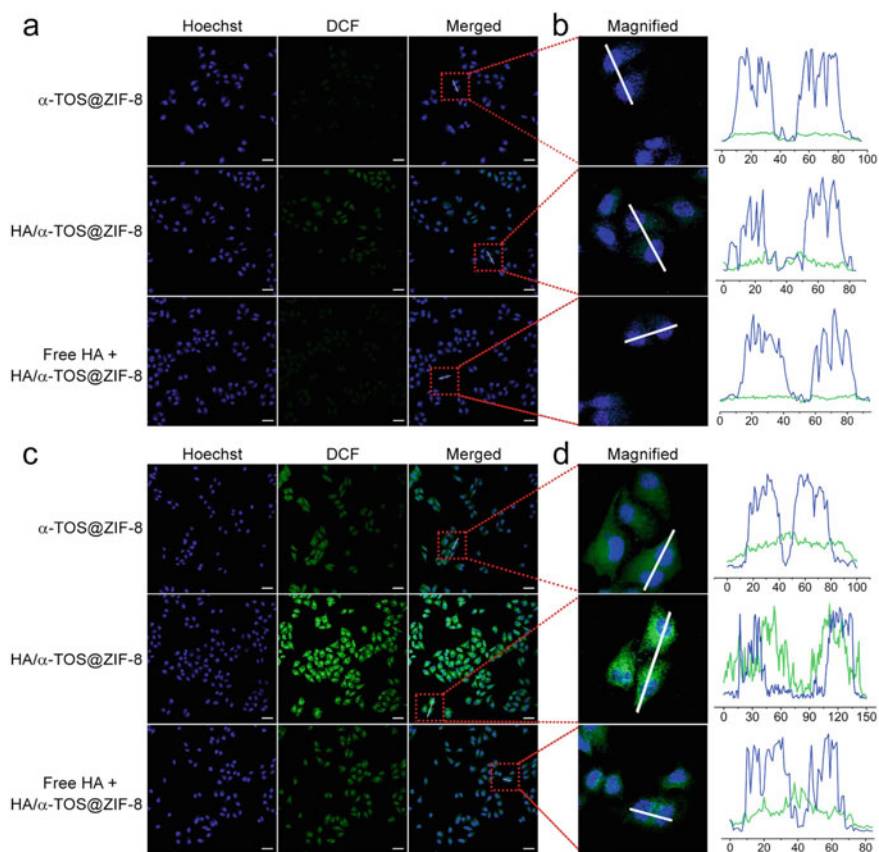 a
b
Hoechst DCF Merged Magnified
α-TOS@ZIF-8
0 20 40 60 80 100
HA/α-TOS@ZIF-8
0 20 40 60 80
Free HA +
HA/α-TOS@ZIF-8
0 20 40 60 80
c
d
Hoechst DCF Merged Magnified
α-TOS@ZIF-8
0 20 40 60 80 100
HA/α-TOS@ZIF-8
0 30 60 90 120 150
Free HA +
HA/α-TOS@ZIF-8
0 20 40 60 80